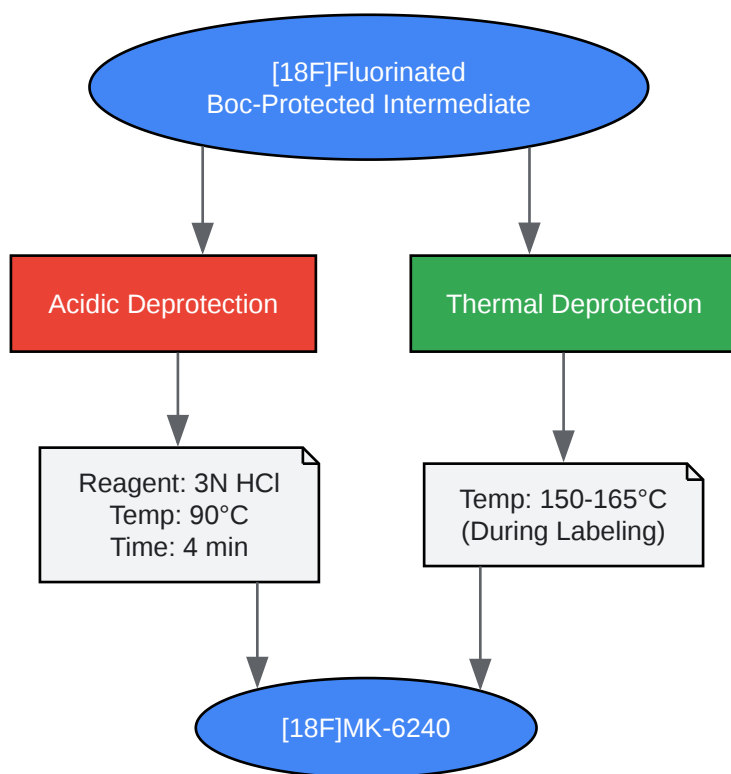 [18F]Fluorinated
Boc-Protected Intermediate
Acidic Deprotection
Thermal Deprotection
Reagent: 3N HCl
Temp: 90°C
Time: 4 min
Temp: 150-165°C
(During Labeling)
[18F]MK-6240